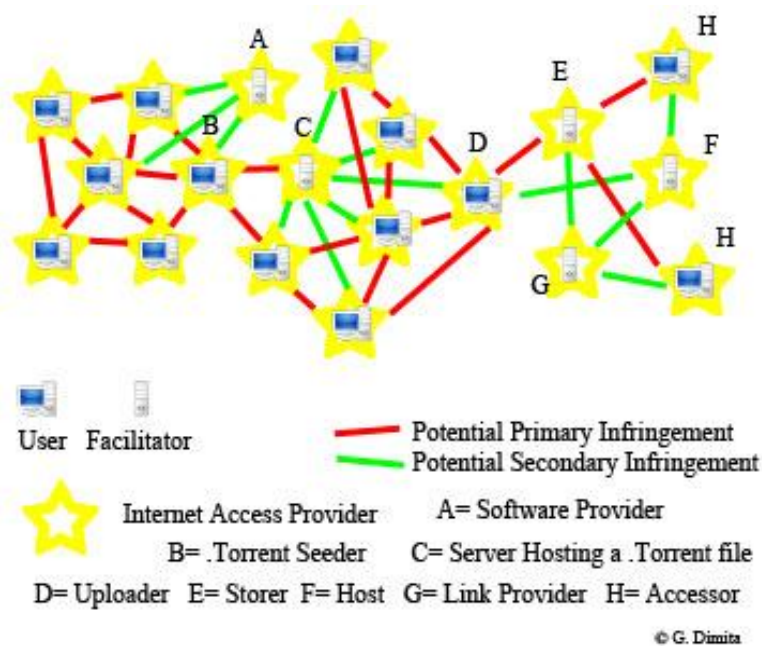 A
H
E
B
C
D
F
H
G
User Facilitator
Potential Primary Infringement
Potential Secondary Infringement
Internet Access Provider A= Software Provider
B= .Torrent Seeder C= Server Hosting a .Torrent file
D= Uploader E= Storer F= Host G= Link Provider H= Accessor
© G. Dimita